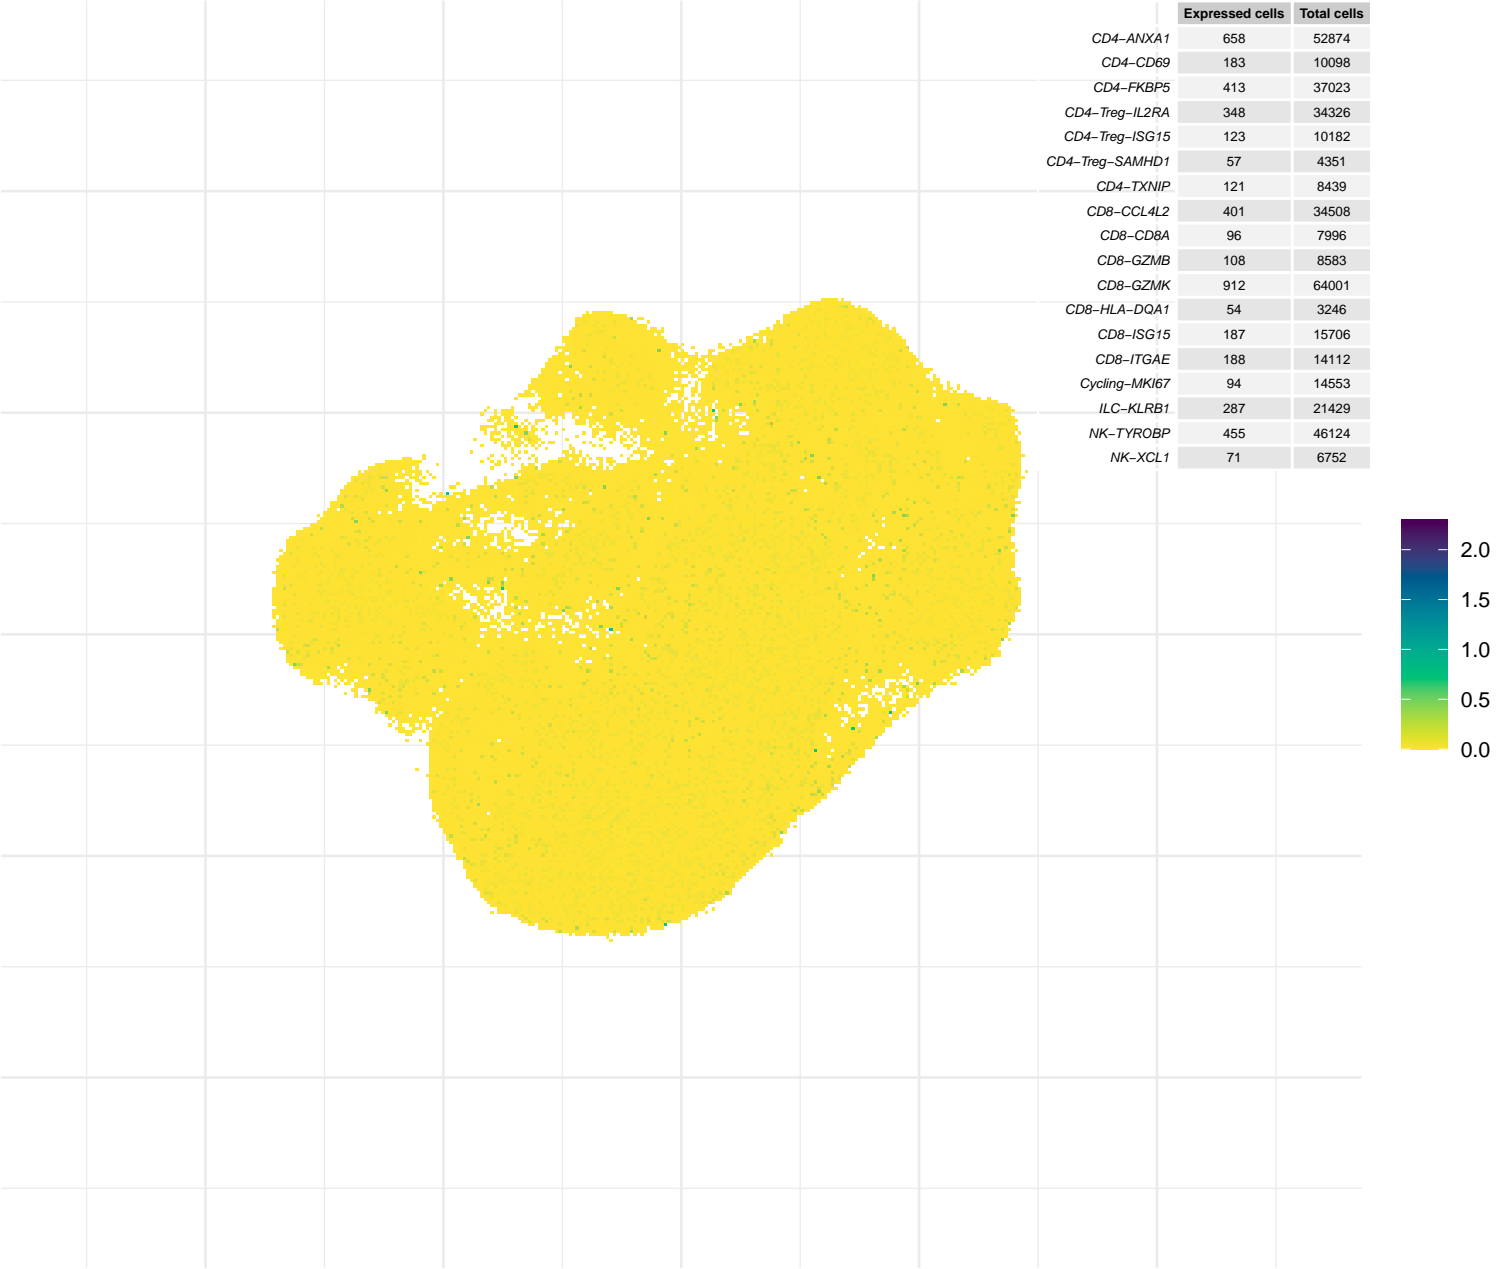 Expressed cells Total cells
CD4−ANXA1 658 52874
CD4−CD69 183 10098
CD4−FKBP5 413 37023
CD4−Treg−IL2RA 348 34326
CD4−Treg−ISG15 123 10182
CD4−Treg−SAMHD1 57 4351
CD4−TXNIP 121 8439
CD8−CCL4L2 401 34508
CD8−CD8A 96 7996
CD8−GZMB 108 8583
CD8−GZMK 912 64001
CD8−HLA−DQA1 54 3246
CD8−ISG15 187 15706
CD8−ITGAE 188 14112
Cycling−MKI67 94 14553
ILC−KLRB1 287 21429
NK−TYROBP 455 46124
NK−XCL1 71 6752
2.0
1.5
1.0
0.5
0.0